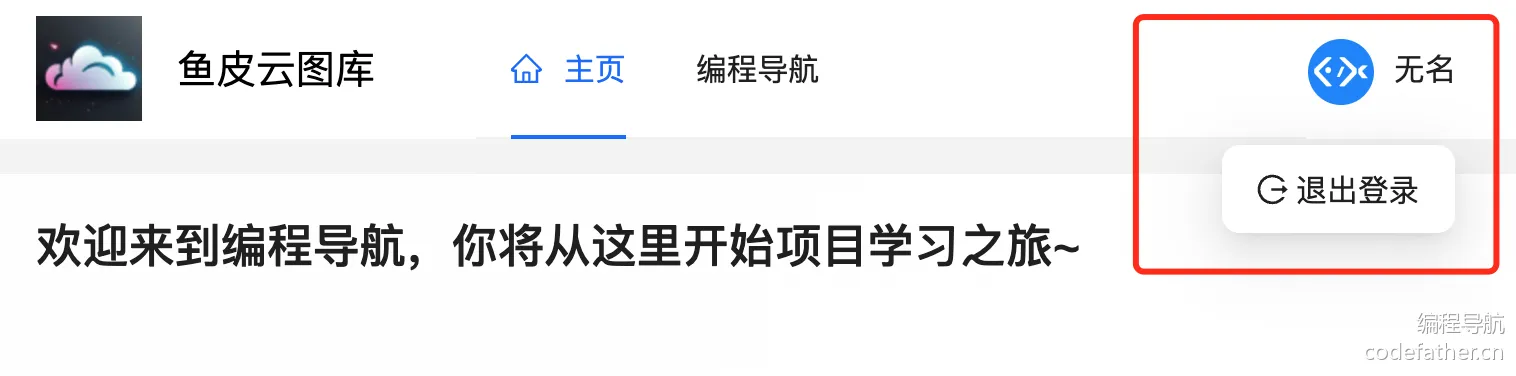 鱼皮云图库 主页 编程导航 无名
退出登录
欢迎来到编程导航，你将从这里开始项目学习之旅~
编程导航
codefather.cn